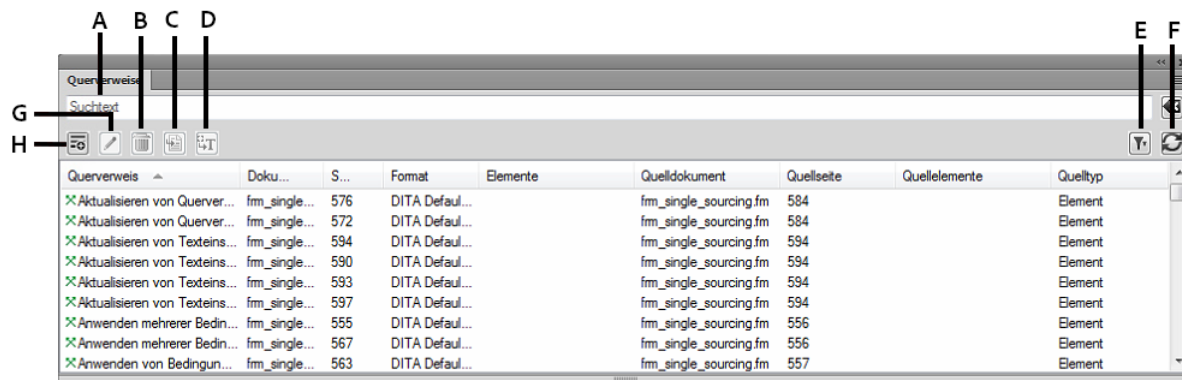 A B C D E F
Querverweise
Suchtext
G
H
Querverweis Doku... S... Format Elemente Quelldokument Quellseite Quellelemente Quelltyp
Aktualisieren von Querver... frm_single... 576 DITA Defaul... frm_single_sourcing.fm 584 Element
Aktualisieren von Querver... frm_single... 572 DITA Defaul... frm_single_sourcing.fm 584 Element
Aktualisieren von Texteins... frm_single... 594 DITA Defaul... frm_single_sourcing.fm 594 Element
Aktualisieren von Texteins... frm_single... 590 DITA Defaul... frm_single_sourcing.fm 594 Element
Aktualisieren von Texteins... frm_single... 593 DITA Defaul... frm_single_sourcing.fm 594 Element
Aktualisieren von Texteins... frm_single... 597 DITA Defaul... frm_single_sourcing.fm 594 Element
Anwenden mehrerer Bedin... frm_single... 555 DITA Defaul... frm_single_sourcing.fm 556 Element
Anwenden mehrerer Bedin... frm_single... 567 DITA Defaul... frm_single_sourcing.fm 556 Element
Anwenden von Bedingun... frm_single... 563 DITA Defaul... frm_single_sourcing.fm 557 Element